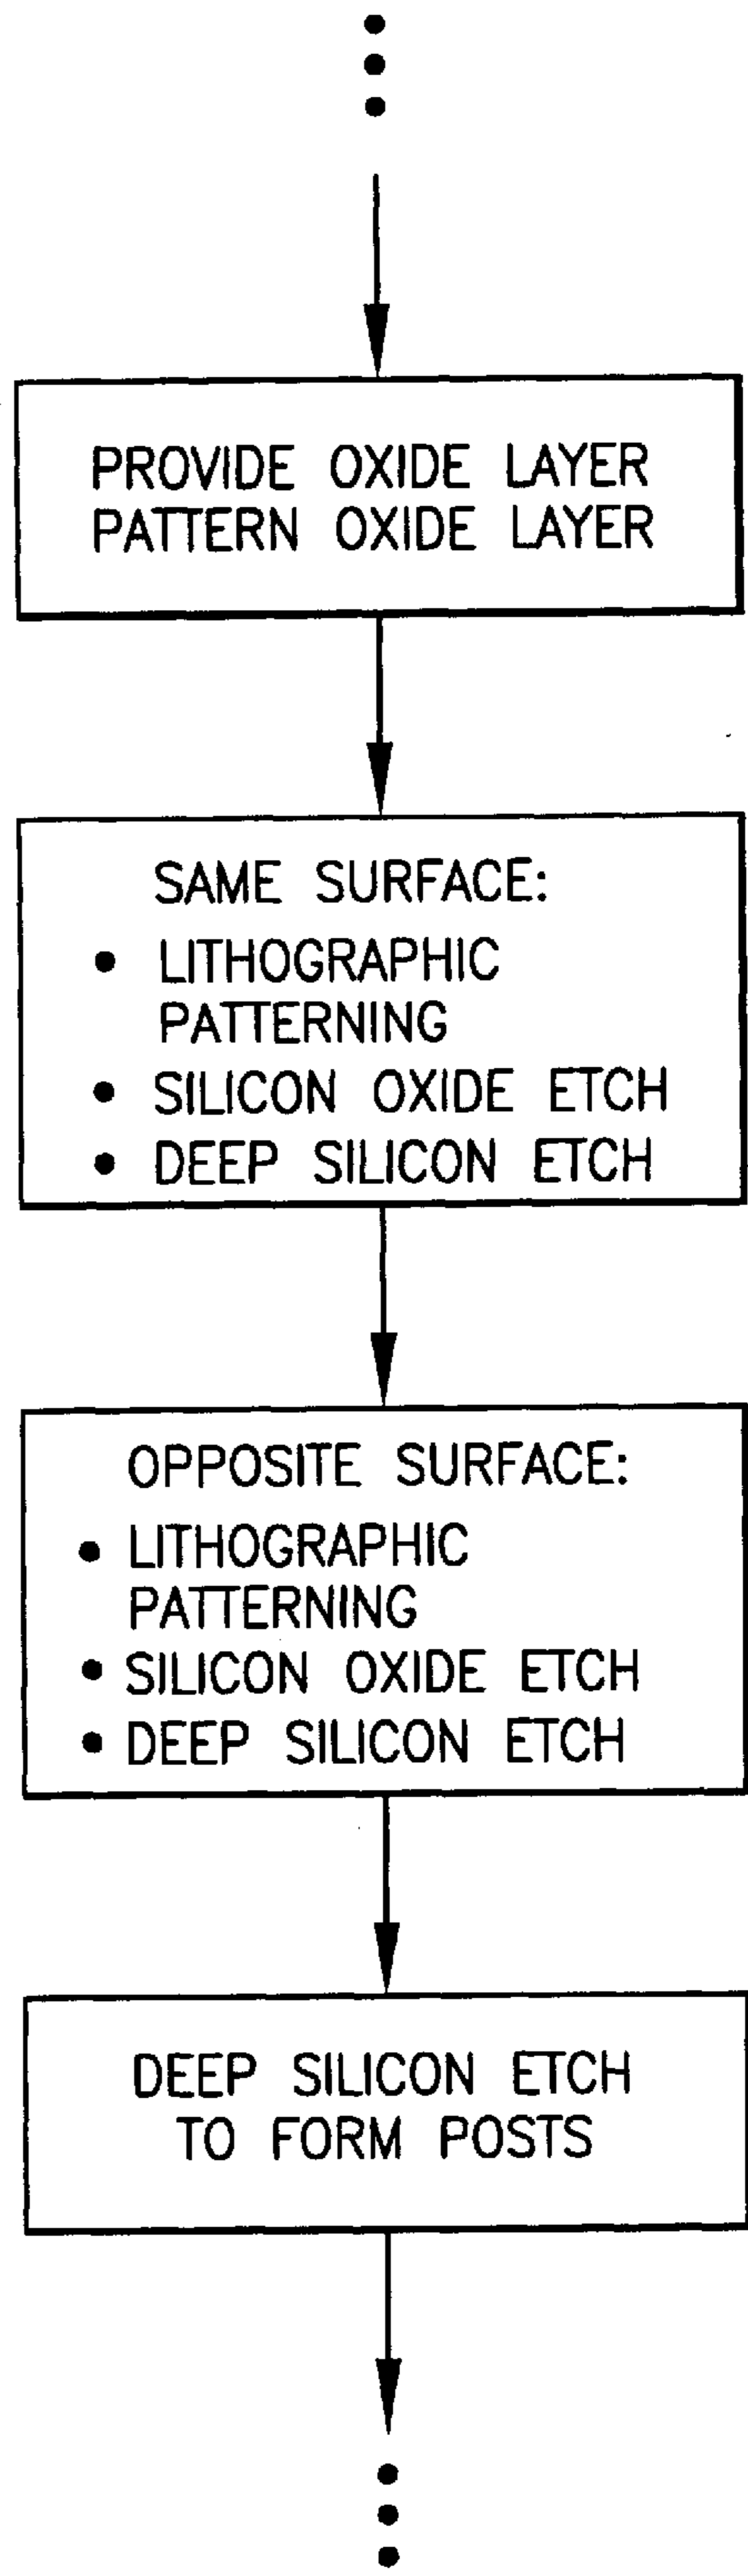 PROVIDE OXIDE LAYER
PATTERN OXIDE LAYER
SAME SURFACE:
• LITHOGRAPHIC
PATTERNING
• SILICON OXIDE ETCH
• DEEP SILICON ETCH
OPPOSITE SURFACE:
• LITHOGRAPHIC
PATTERNING
• SILICON OXIDE ETCH
• DEEP SILICON ETCH
DEEP SILICON ETCH
TO FORM POSTS